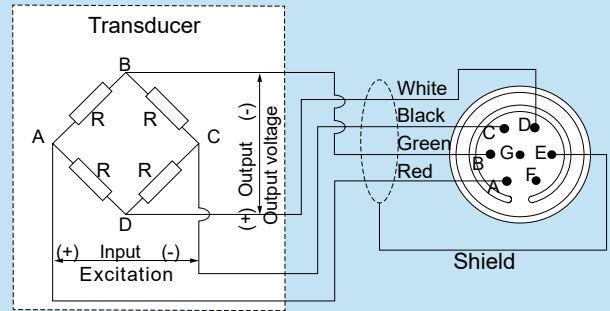 Transducer
B
R
R
A
C
R
R
D
(+) Output (-)
Output voltage
(+) Input (-)
Excitation
White
Black
Green
Red
C
D
B
G
E
A
F
Shield